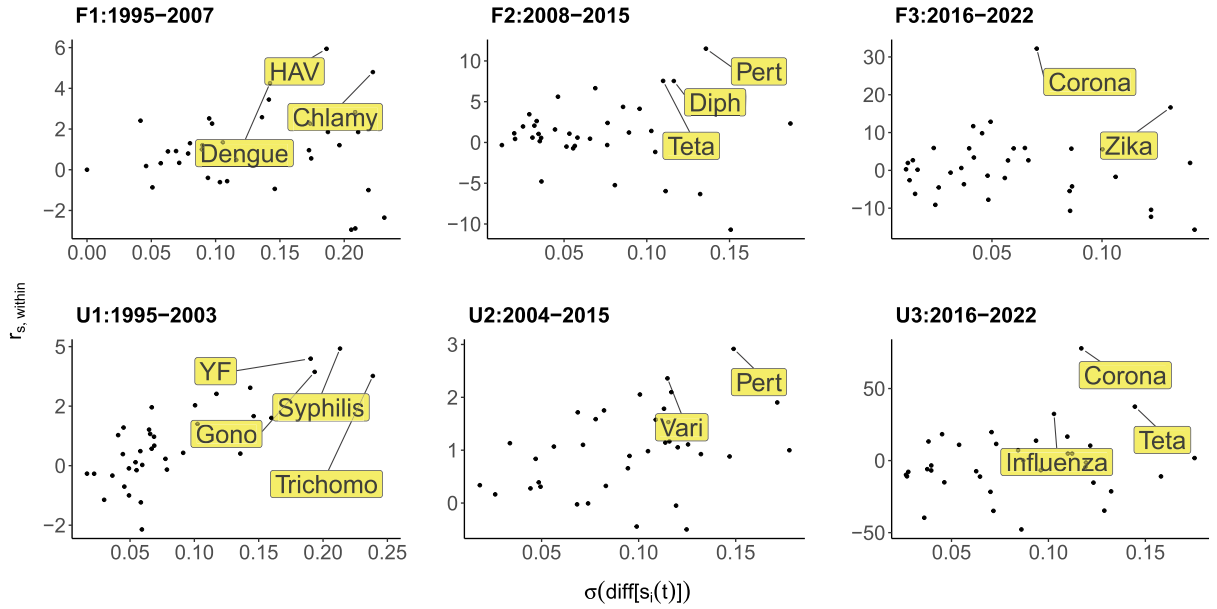 F1:1995−2007
F2:2008−2015
F3:2016−2022
6
4
2
0
−2
HAV
Chlamy
Dengue
0.00
0.05
0.10
0.15
0.20
10
5
0
−5
−10
Pert
Diph
Teta
0.05
0.10
0.15
30
20
10
0
−10
Corona
Zika
0.05
0.10
r_s, within
U1:1995−2003
U2:2004−2015
U3:2016−2022
5
2
0
−2
YF
Syphilis
Gono
Trichomo
0.05
0.10
0.15
0.20
0.25
3
2
1
0
Pert
Vari
0.05
0.10
0.15
50
0
−50
Corona
Teta
Influenza
0.05
0.10
0.15
σ(diff[s_i(t)])